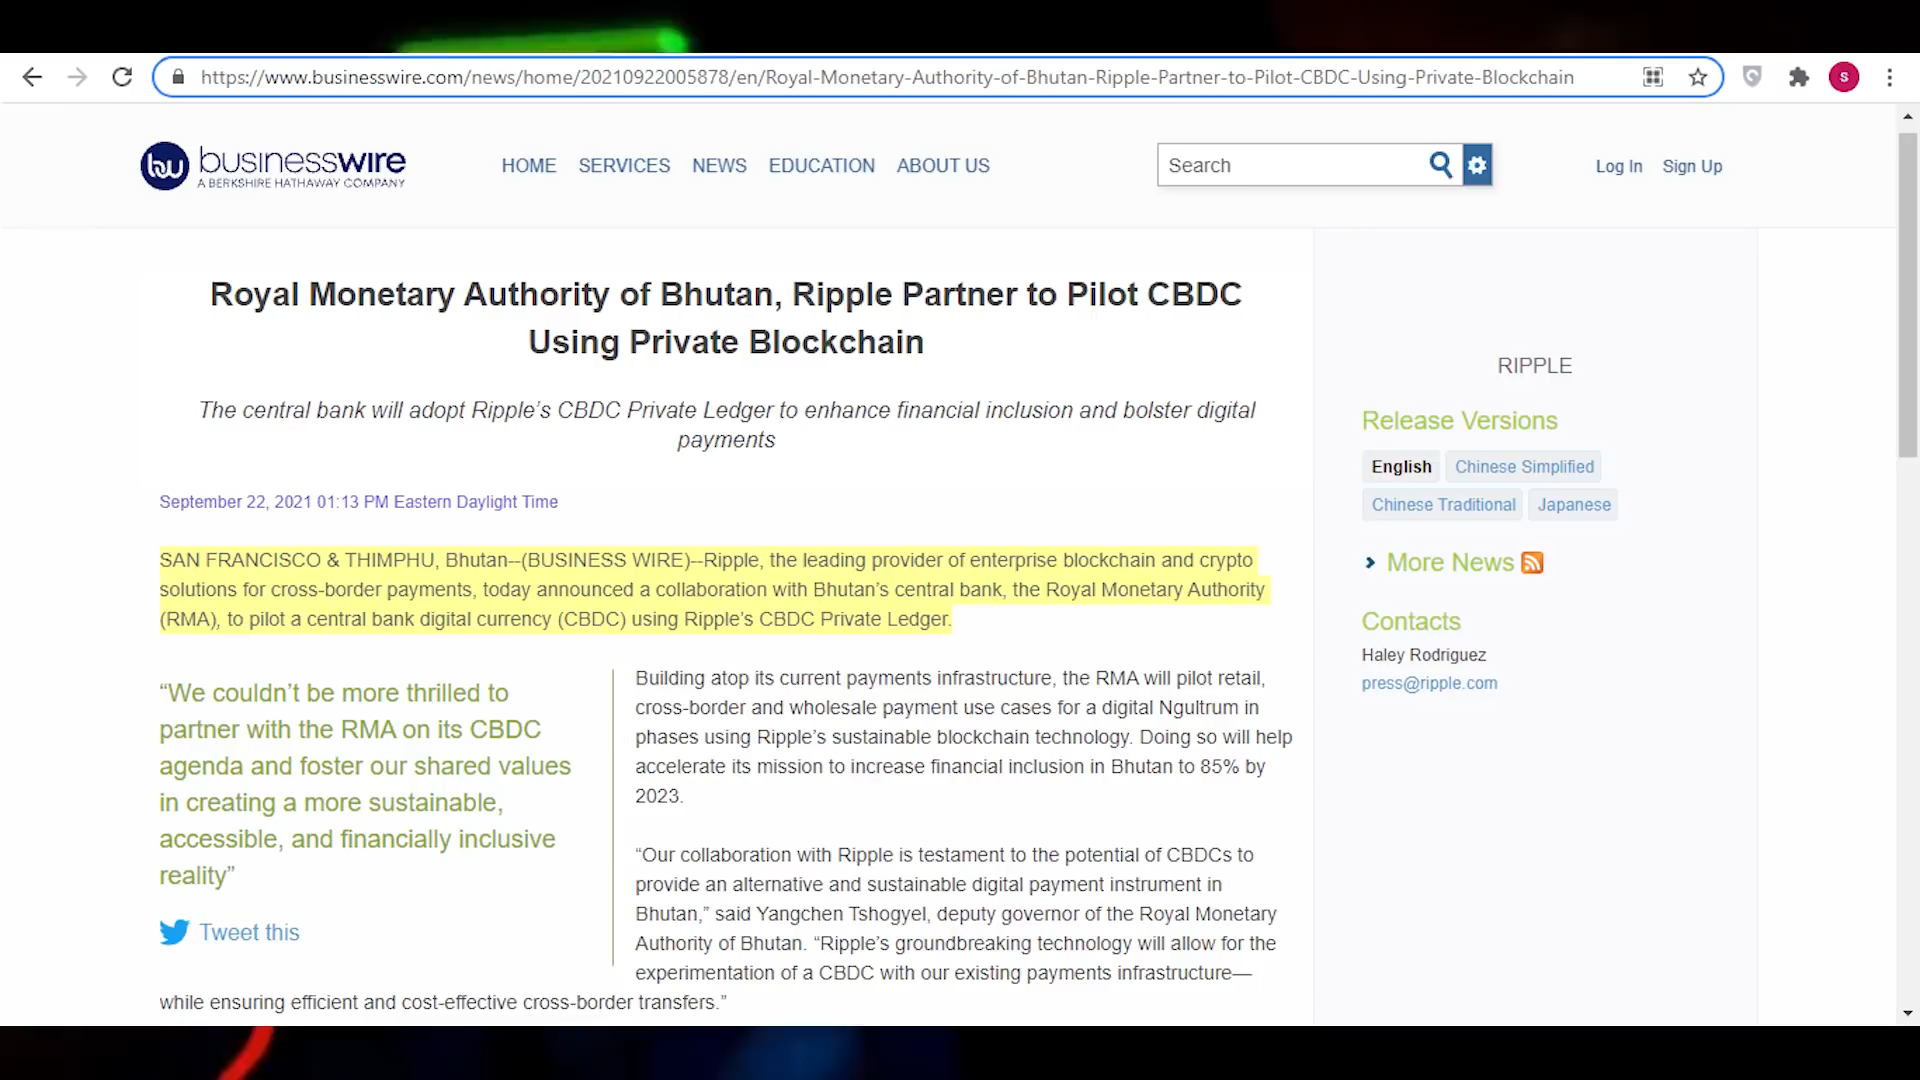 https://www.businesswire.com/news/home/20210922005878/en/Royal-Monetary-Authority-of-Bhutan-Ripple-Partner-to-Pilot-CBDC-Using-Private-Blockchain
S
bw businesswire
A BERKSHIRE HATHAWAY COMPANY
HOME SERVICES NEWS EDUCATION ABOUT US
Search
Log In Sign Up
Royal Monetary Authority of Bhutan, Ripple Partner to Pilot CBDC
Using Private Blockchain
The central bank will adopt Ripple’s CBDC Private Ledger to enhance financial inclusion and bolster digital
payments
September 22, 2021 01:13 PM Eastern Daylight Time
SAN FRANCISCO & THIMPHU, Bhutan--(BUSINESS WIRE)--Ripple, the leading provider of enterprise blockchain and crypto
solutions for cross-border payments, today announced a collaboration with Bhutan’s central bank, the Royal Monetary Authority
(RMA), to pilot a central bank digital currency (CBDC) using Ripple’s CBDC Private Ledger.
“We couldn’t be more thrilled to
partner with the RMA on its CBDC
agenda and foster our shared values
in creating a more sustainable,
accessible, and financially inclusive
reality”
Tweet this
Building atop its current payments infrastructure, the RMA will pilot retail,
cross-border and wholesale payment use cases for a digital Ngultrum in
phases using Ripple’s sustainable blockchain technology. Doing so will help
accelerate its mission to increase financial inclusion in Bhutan to 85% by
2023.
“Our collaboration with Ripple is testament to the potential of CBDCs to
provide an alternative and sustainable digital payment instrument in
Bhutan,” said Yangchen Tshogyel, deputy governor of the Royal Monetary
Authority of Bhutan. “Ripple’s groundbreaking technology will allow for the
experimentation of a CBDC with our existing payments infrastructure—
while ensuring efficient and cost-effective cross-border transfers.”
RIPPLE
Release Versions
English Chinese Simplified
Chinese Traditional Japanese
More News
Contacts
Haley Rodriguez
press@ripple.com